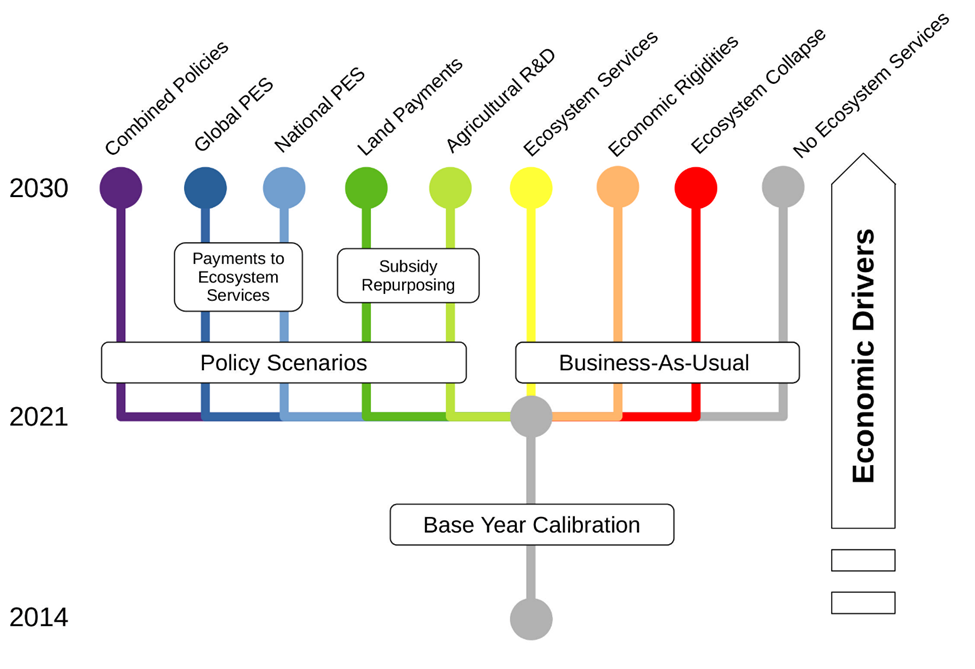 Combined Policies
Global PES
National PES
Land Payments
Agricultural R&D
Ecosystem Services
Economic Rigidities
Ecosystem Collapse
No Ecosystem Services
2030
Payments to
Ecosystem
Services
Subsidy
Repurposing
Policy Scenarios
Business-As-Usual
Economic Drivers
2021
Base Year Calibration
2014